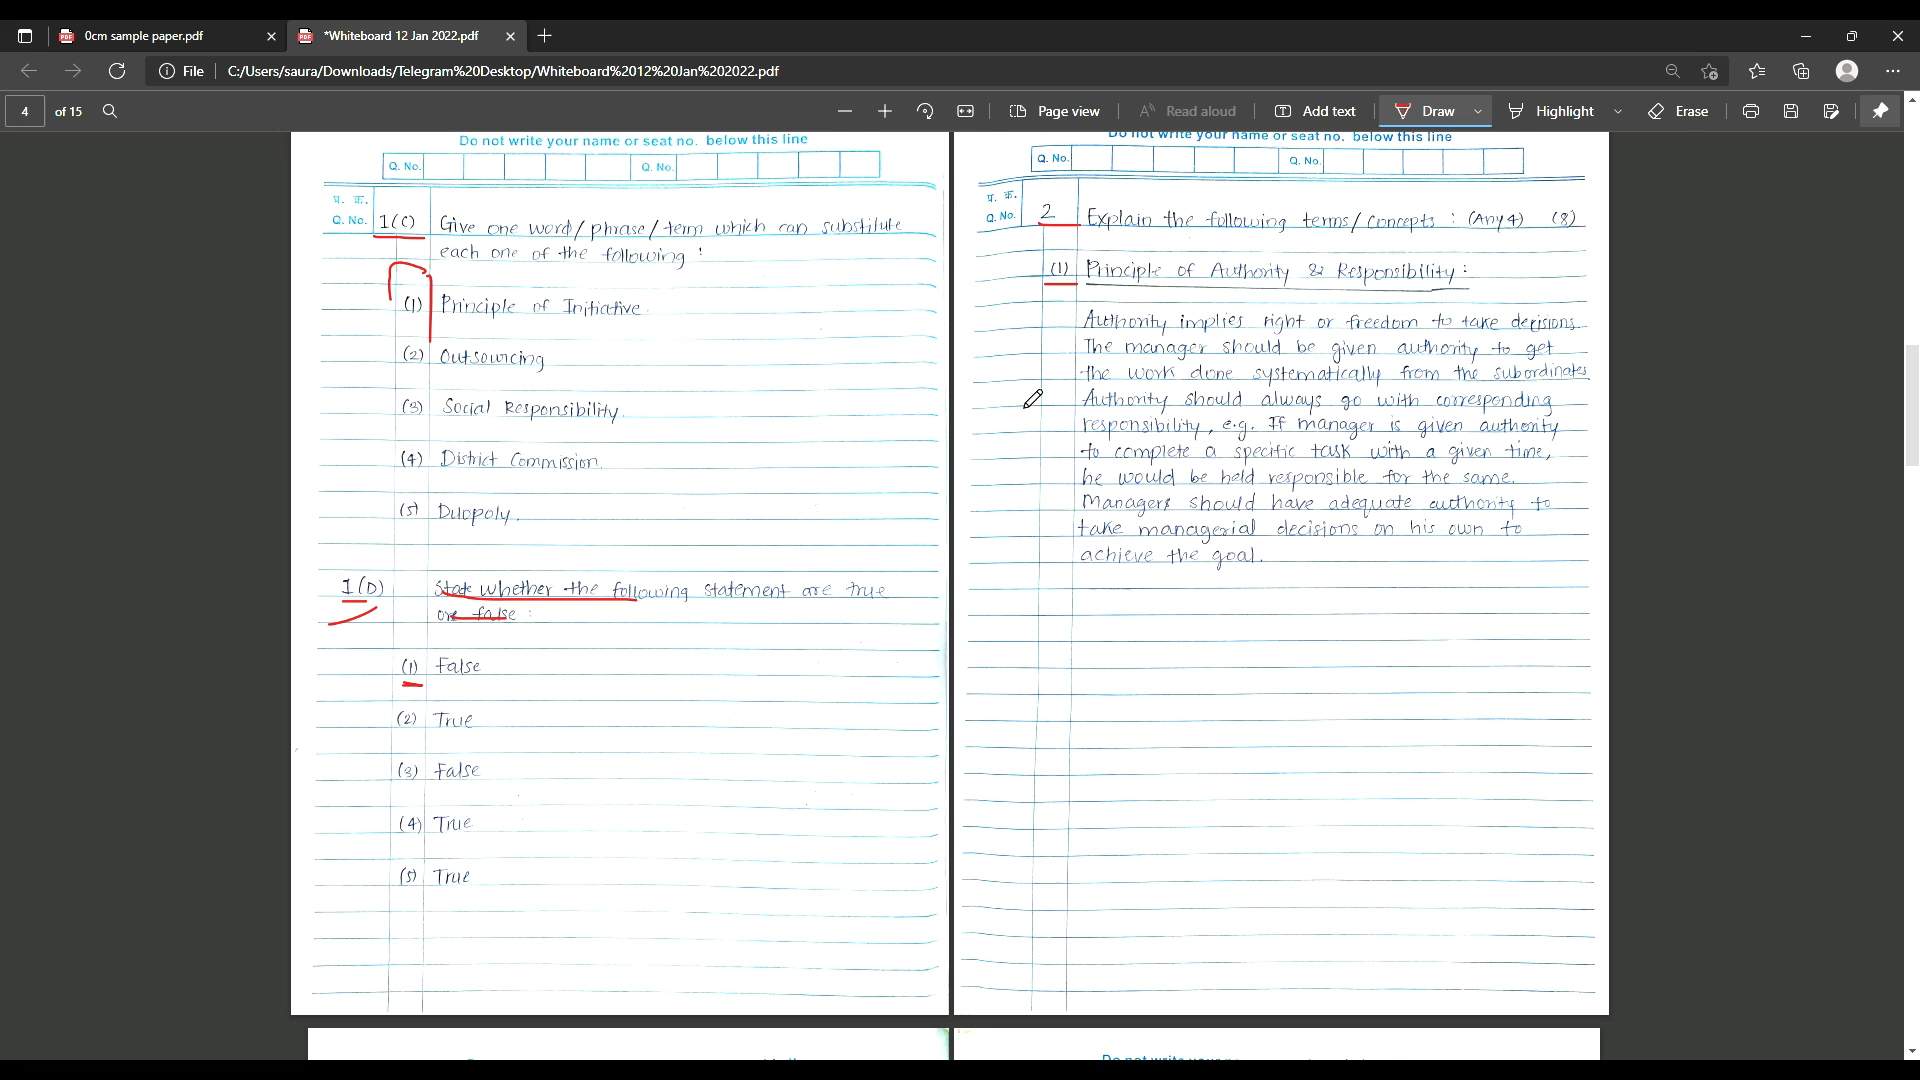 0cm sample paper.pdf
*Whiteboard 12 Jan 2022.pdf
File
C:/Users/saura/Downloads/Telegram%20Desktop/Whiteboard%2012%20Jan%202022.pdf
4 of 15
Page view
Read aloud
Add text
Draw
Highlight
Erase
Do not write your name or seat no. below this line
Q. No.
Q. No.
प्र. क्र.
Q. No.
1(C) Give one word/phrase/term which can substitute
each one of the following :
(1) Principle of Initiative.
(2) Outsourcing
(3) Social Responsibility.
(4) District Commission.
(5) Duopoly.
1(D) State whether the following statement are true
or false :
(1) False
(2) True
(3) False
(4) True
(5) True
Do not write your name or seat no. below this line
Q. No.
Q. No.
प्र. क्र.
Q. No.
2 Explain the following terms/Concepts : (Any 4) (8)
(1) Principle of Authority & Responsibility :
Authority implies right or freedom to take decisions.
The manager should be given authority to get
the work done systematically from the subordinates.
Authority should always go with corresponding
responsibility, e.g. If manager is given authority
to complete a specific task with a given time,
he would be held responsible for the same.
Managers should have adequate authority to
take managerial decisions on his own to
achieve the goal.